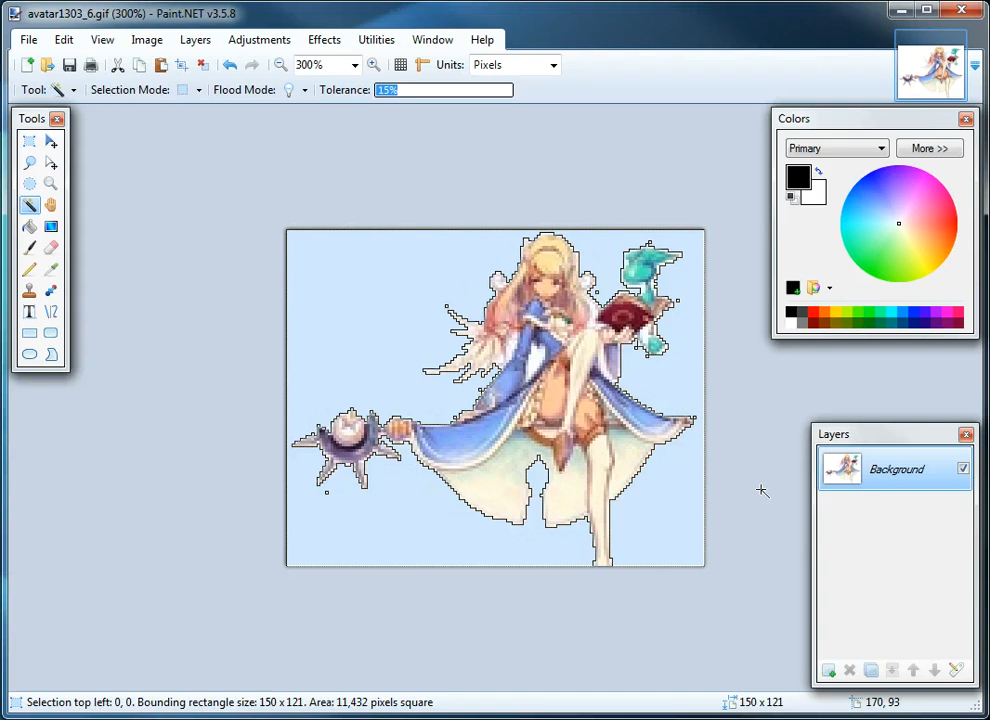 avatar1303_6.gif (300%) - Paint.NET v3.5.8
File Edit View Image Layers Adjustments Effects Utilities Window Help
300% Units: Pixels
Tool: Selection Mode: Flood Mode: Tolerance: 15%
Tools
T
Colors
Primary More >>
Layers
Background
Selection top left: 0, 0. Bounding rectangle size: 150 x 121. Area: 11,432 pixels square 150 x 121 170, 93